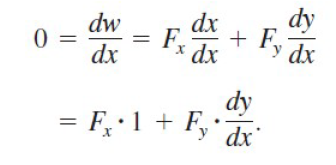 0 = dw/dx = F_x dx/dx + F_y dy/dx
= F_x · 1 + F_y · dy/dx.